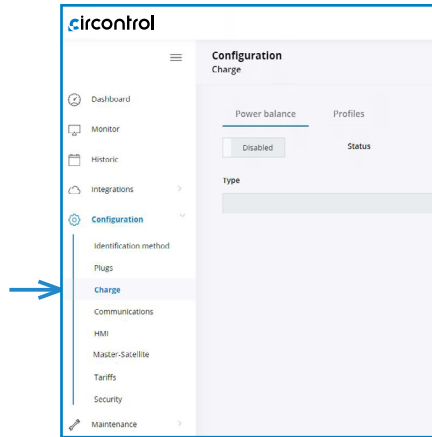 circontrol
Configuration
Charge
Dashboard
Monitor
Historic
Integrations
Configuration
Identification method
Plugs
Charge
Communications
HMI
Master-Satellite
Tariffs
Security
Maintenance
Power balance Profiles
Disabled Status
Type